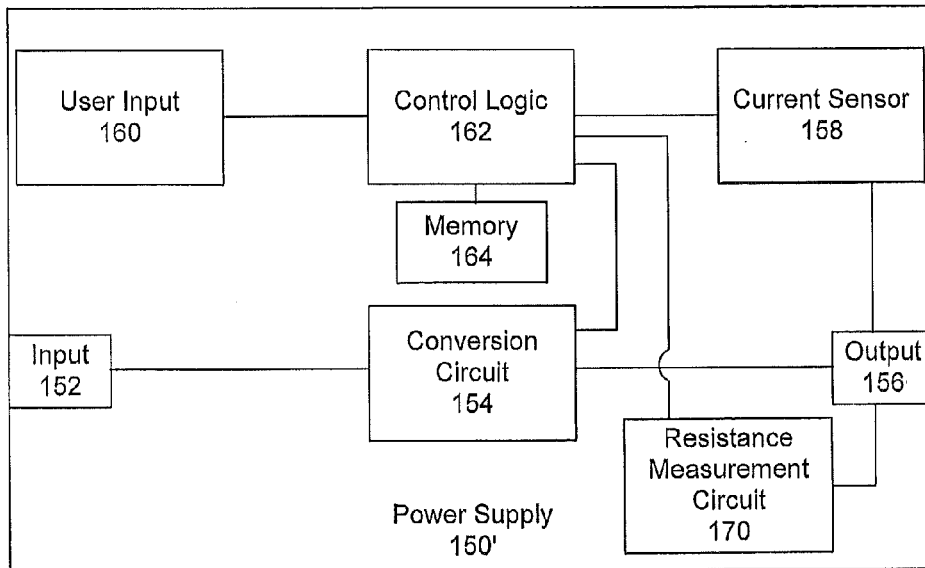 User Input
160
Control Logic
162
Current Sensor
158
Memory
164
Input
152
Conversion
Circuit
154
Output
156
Resistance
Measurement
Circuit
170
Power Supply
150'